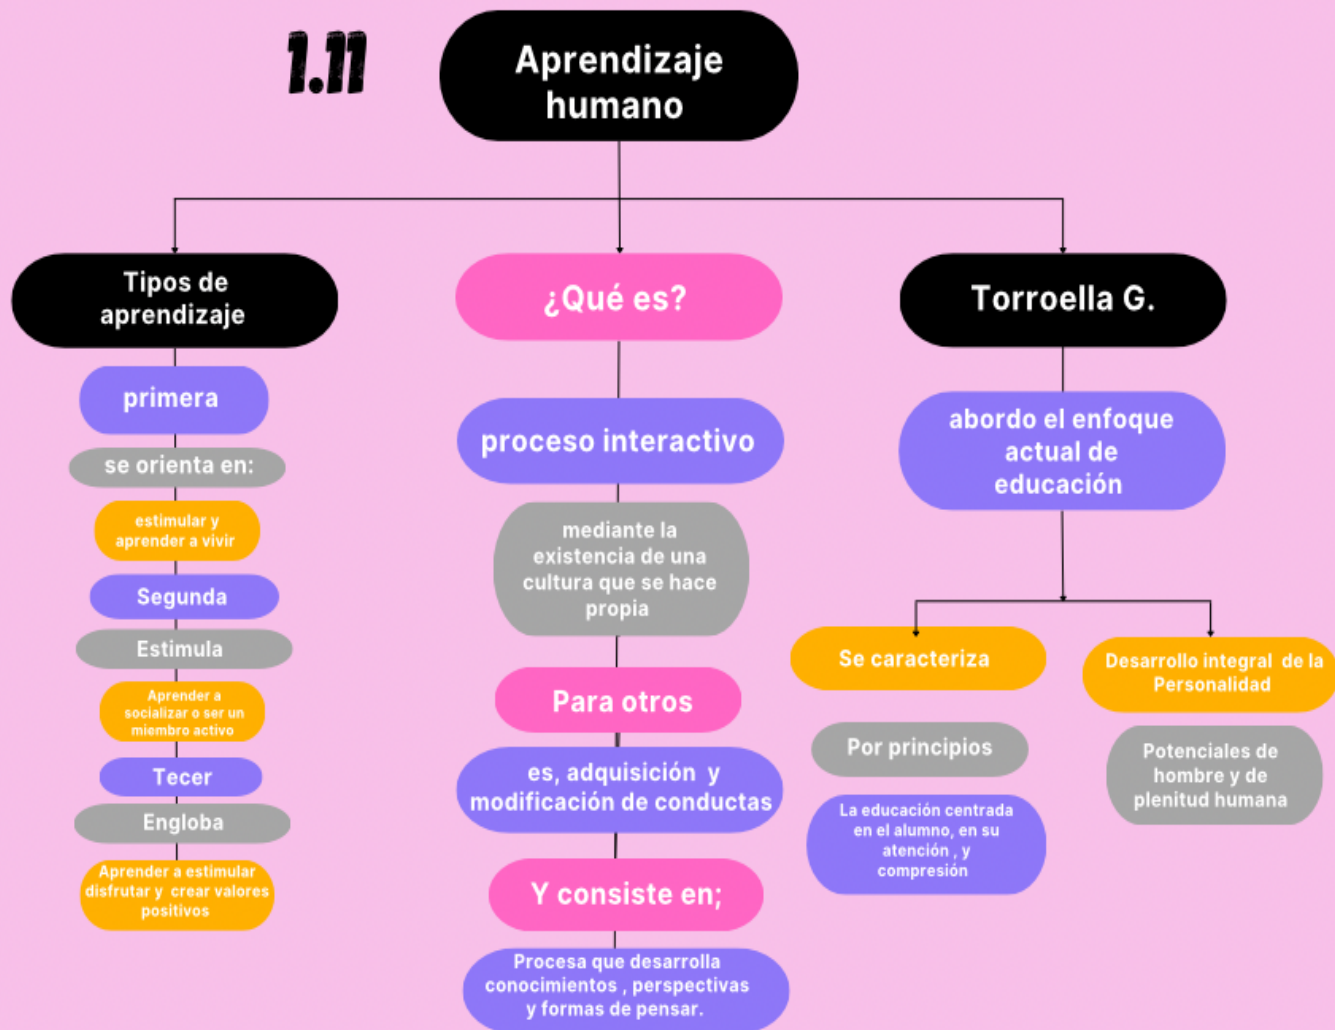 1.11
Aprendizaje
humano
Tipos de
aprendizaje
primera
se orienta en:
estimular y
aprender a vivir
Segunda
Estimula
Aprender a
socializar o ser un
miembro activo
Tecer
Engloba
Aprender a estimular
disfrutar y crear valores
positivos
¿Qué es?
proceso interactivo
mediante la
existencia de una
cultura que se hace
propia
Para otros
es, adquisición y
modificación de conductas
Y consiste en;
Procesa que desarrolla
conocimientos , perspectivas
y formas de pensar.
Torroella G.
abordo el enfoque
actual de
educación
Se caracteriza
Por principios
La educación centrada
en el alumno, en su
atención , y
compresión
Desarrollo integral de la
Personalidad
Potenciales de
hombre y de
plenitud humana